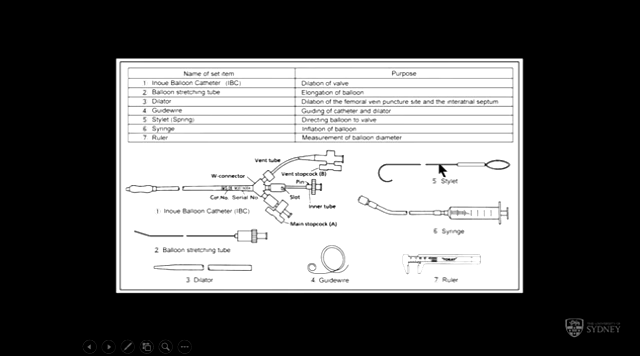 Name of set-item Purpose
1 Inoue Balloon Catheter (IBC) Dilation of valve
2 Balloon stretching tube Elongation of balloon
3 Dilator Dilation of the femoral vein puncture site and the interatrial septum
4 Guidewire Guiding of catheter and dilator
5 Stylet (Spring) Directing balloon to valve
6 Syringe Inflation of balloon
7 Ruler Measurement of balloon diameter
Vent tube
W-connector
Vent stopcock (B)
Pin
Cat.No. Serial No
Slot
Inner tube
5 Stylet
1: Inoue Balloon Catheter (IBC)
Main stopcock (A)
6 Syringe
2 Balloon stretching tube
3 Dilator
4 Guidewire
7 Ruler
SYDNEY